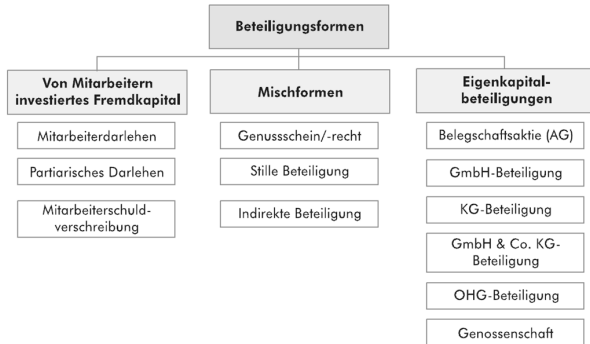 Beteiligungsformen
Von Mitarbeitern
investiertes Fremdkapital
Mitarbeiterdarlehen
Partiarisches Darlehen
Mitarbeiterschuld-
verschreibung
Mischformen
Genussschein/-recht
Stille Beteiligung
Indirekte Beteiligung
Eigenkapital-
beteiligungen
Belegschaftsaktie (AG)
GmbH-Beteiligung
KG-Beteiligung
GmbH & Co. KG-
Beteiligung
OHG-Beteiligung
Genossenschaft